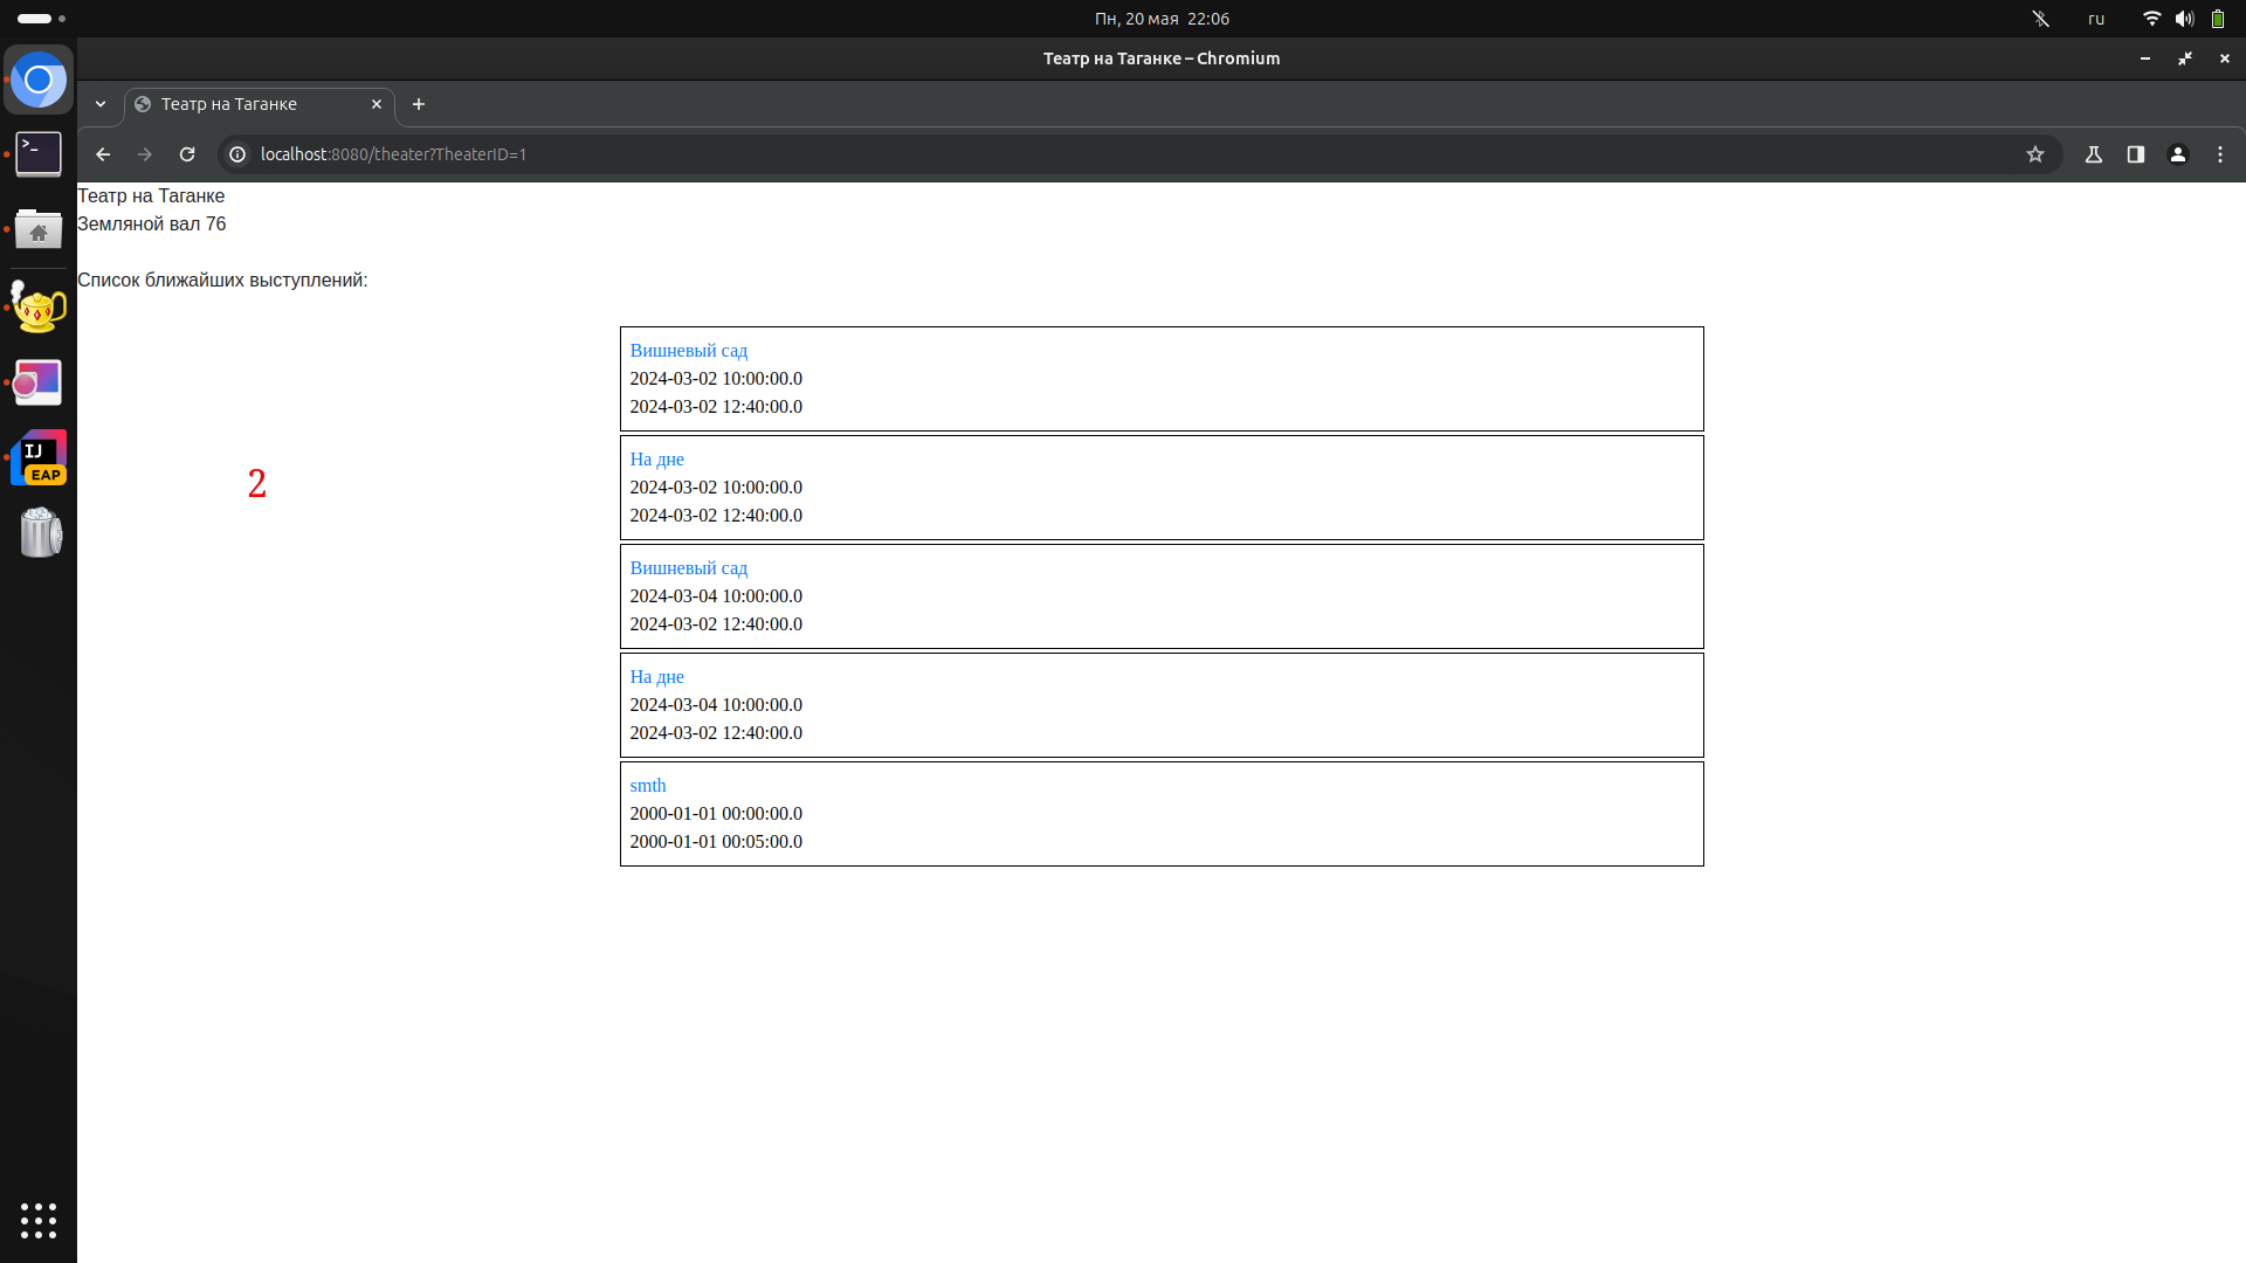 Пн, 20 мая 22:06
ru
Театр на Таганке – Chromium
Театр на Таганке
localhost:8080/theater?TheaterID=1
Театр на Таганке
Земляной вал 76
Список ближайших выступлений:
Вишневый сад
2024-03-02 10:00:00.0
2024-03-02 12:40:00.0
На дне
2024-03-02 10:00:00.0
2024-03-02 12:40:00.0
2
Вишневый сад
2024-03-04 10:00:00.0
2024-03-02 12:40:00.0
На дне
2024-03-04 10:00:00.0
2024-03-02 12:40:00.0
smth
2000-01-01 00:00:00.0
2000-01-01 00:05:00.0
IJ
EAP